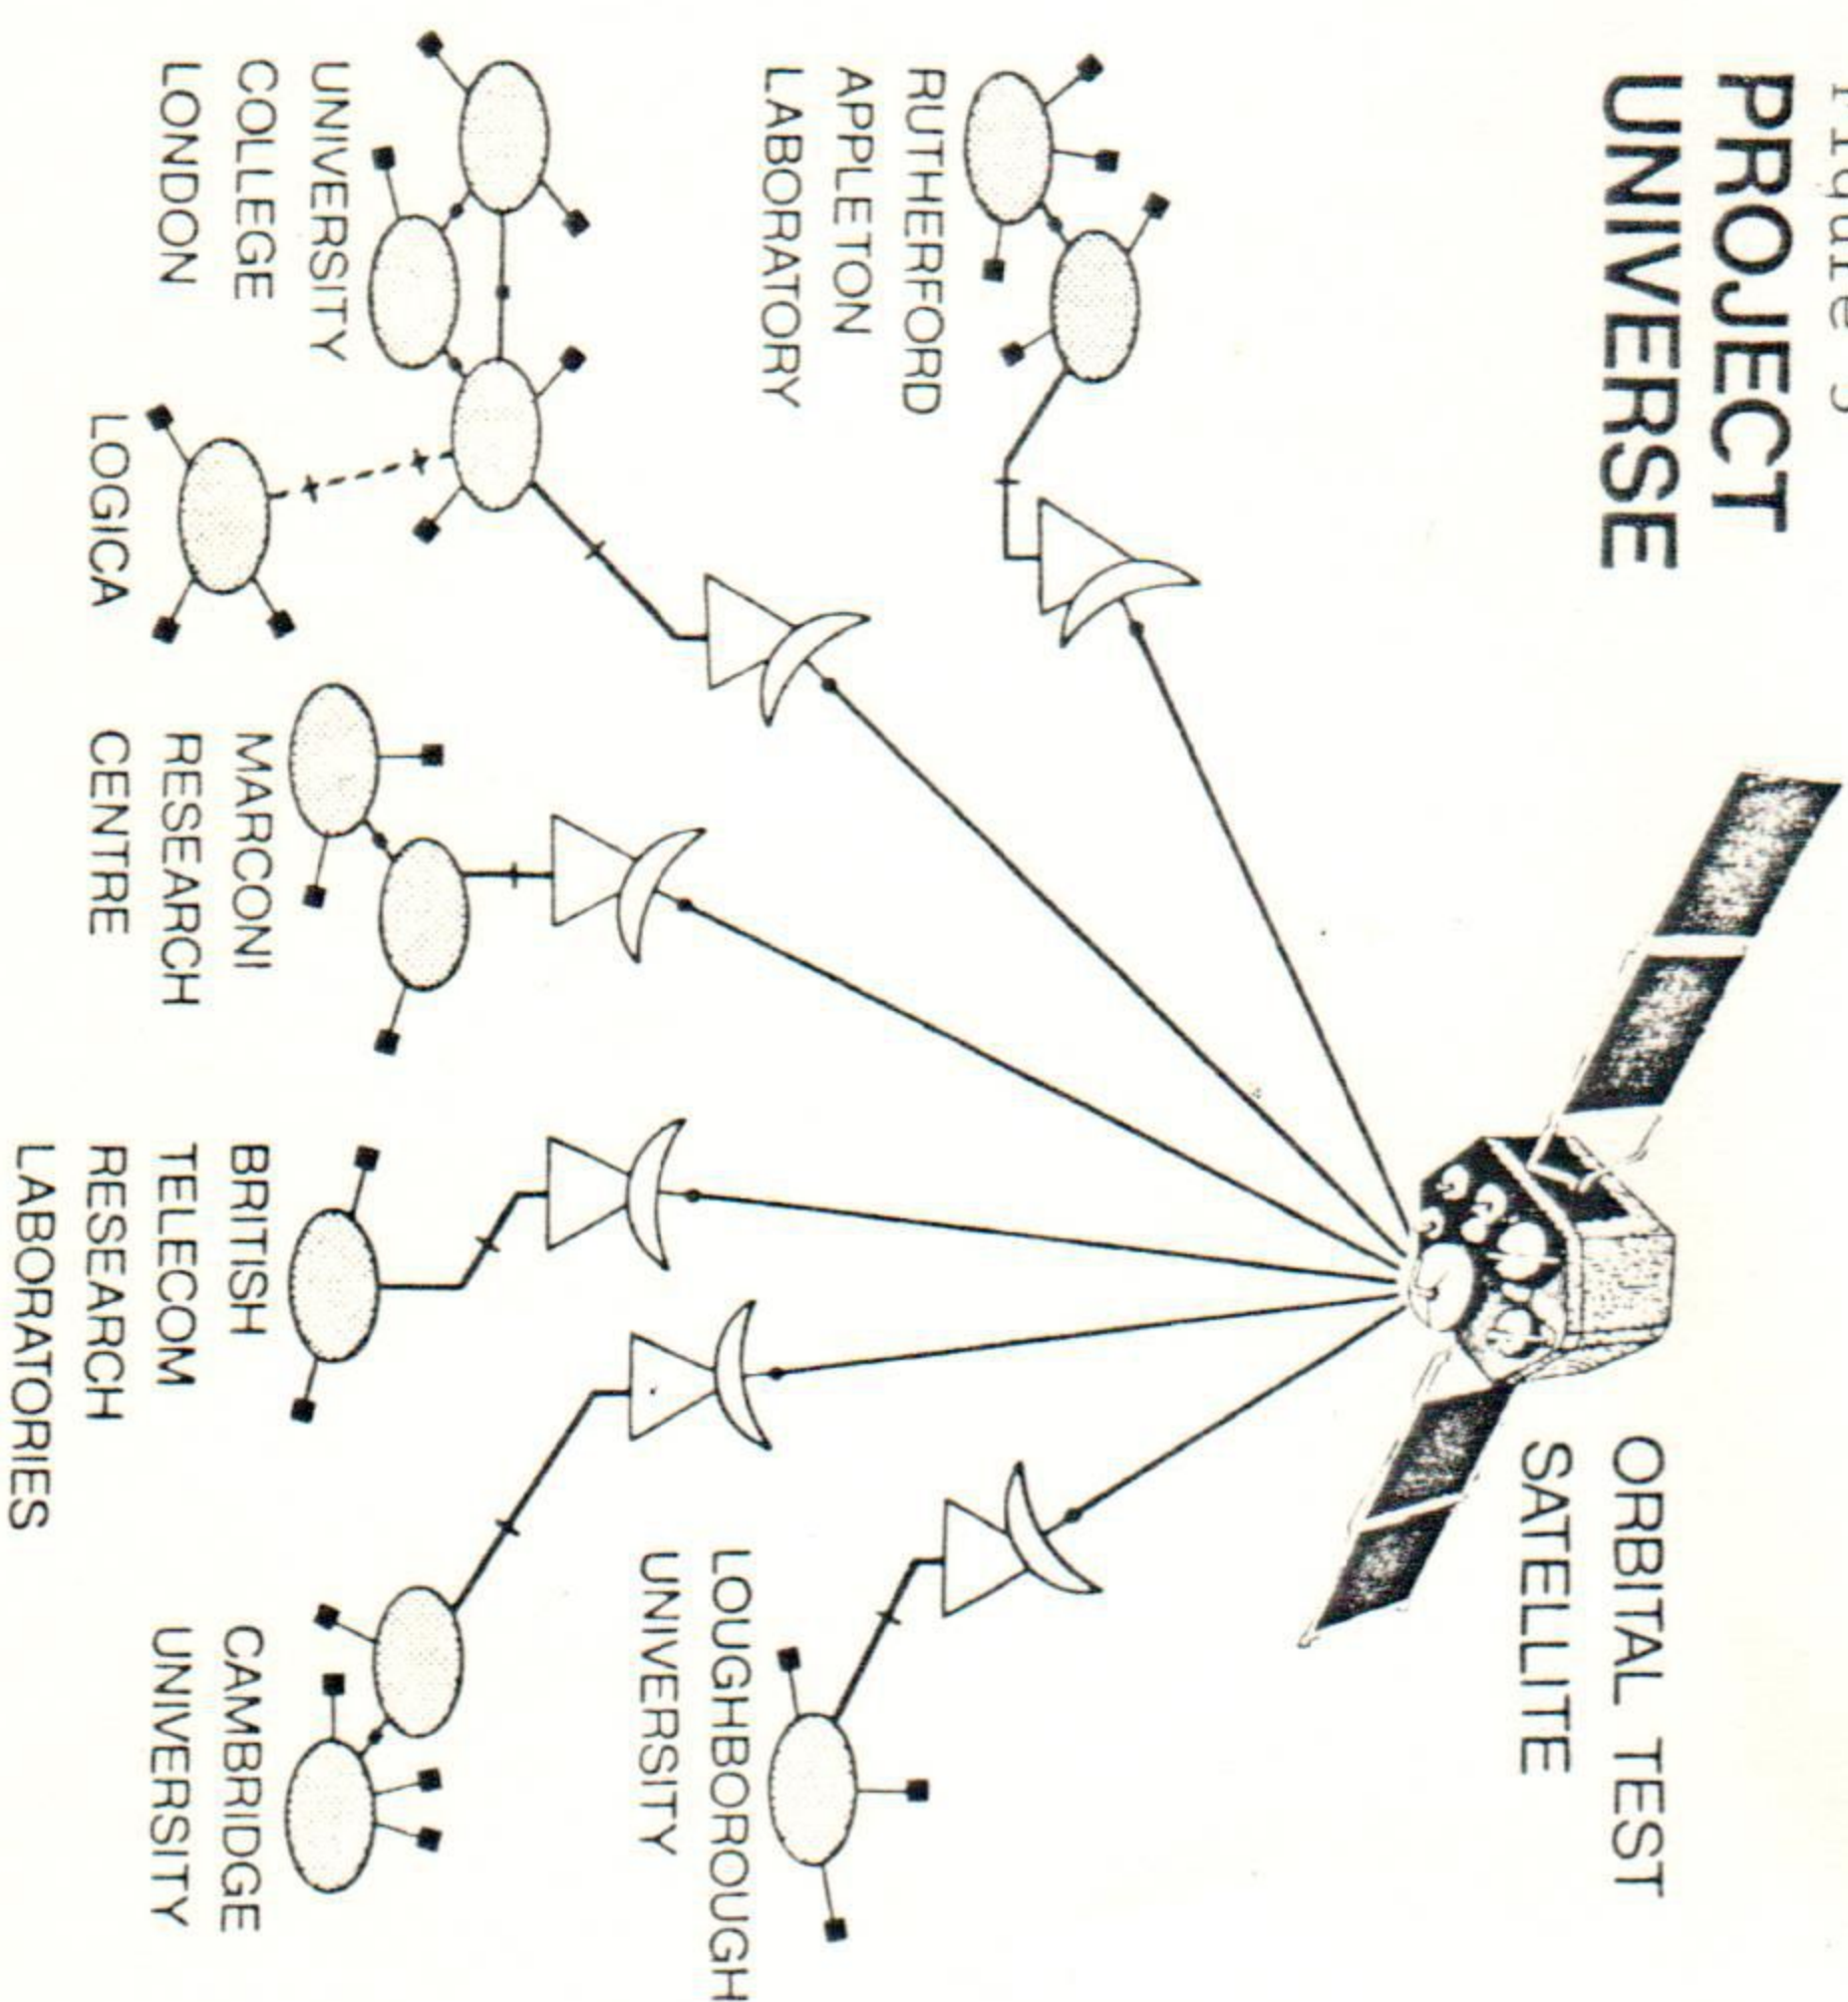 PROJECT
UNIVERSE
ORBITAL TEST
SATELLITE
RUTHERFORD
APPLETON
LABORATORY
UNIVERSITY
COLLEGE
LONDON
LOGICA
MARCONI
RESEARCH
CENTRE
BRITISH
TELECOM
RESEARCH
LABORATORIES
CAMBRIDGE
UNIVERSITY
LOUGHBOROUGH
UNIVERSITY